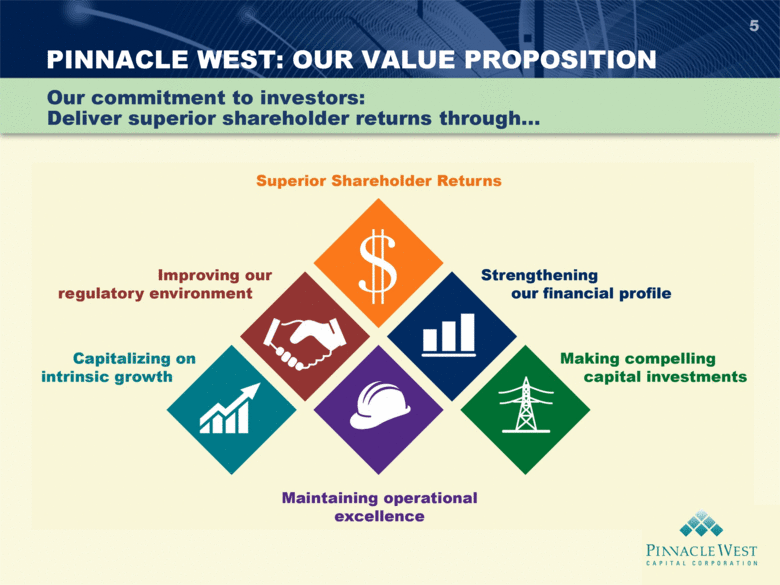 5
PINNACLE WEST: OUR VALUE PROPOSITION
Our commitment to investors:
Deliver superior shareholder returns through...
Superior Shareholder Returns
$
Improving our
regulatory environment
Strengthening
our financial profile
Capitalizing on
intrinsic growth
Making compelling
capital investments
Maintaining operational
excellence
PINNACLE WEST
CAPITAL CORPORATION